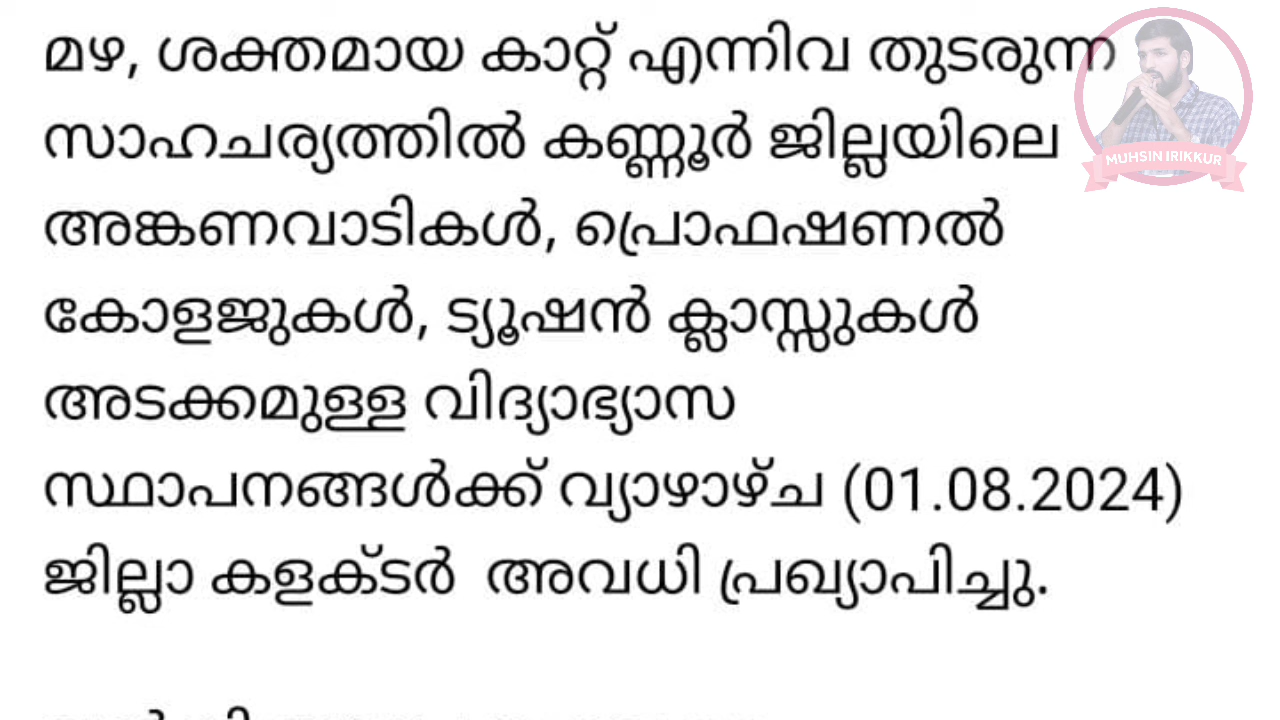 മഴ, ശക്തമായ കാറ്റ് എന്നിവ തുടരുന്ന
സാഹചര്യത്തിൽ കണ്ണൂർ ജില്ലയിലെ
അങ്കണവാടികൾ, പ്രൊഫഷണൽ
കോളജുകൾ, ട്യൂഷൻ ക്ലാസ്സുകൾ
അടക്കമുള്ള വിദ്യാഭ്യാസ
സ്ഥാപനങ്ങൾക്ക് വ്യാഴാഴ്ച (01.08.2024)
ജില്ലാ കളക്ടർ അവധി പ്രഖ്യാപിച്ചു.
MUHSIN IRIKKUR